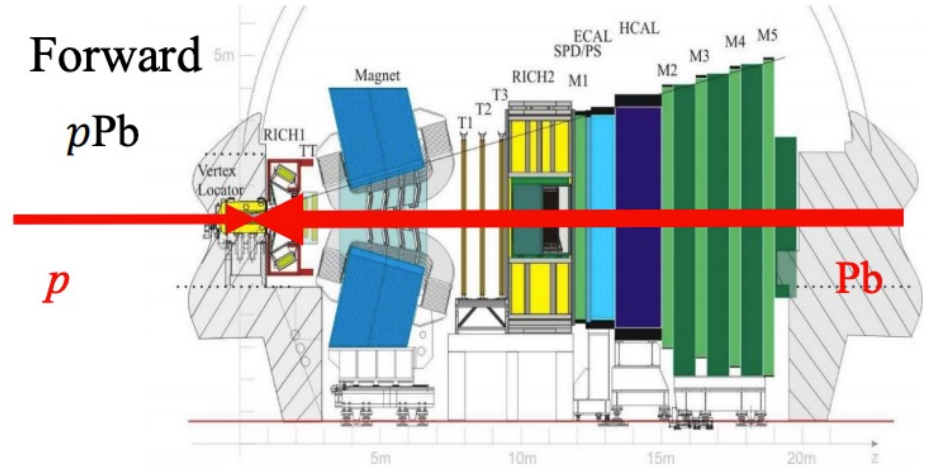 Forward
pPb
5m
Magnet
RICH1
TT
Vertex
Locator
T1
T2
T3
RICH2
SPD/PS
ECAL
HCAL
M1
M2
M3
M4
M5
p
Pb
5m
10m
15m
20m
z